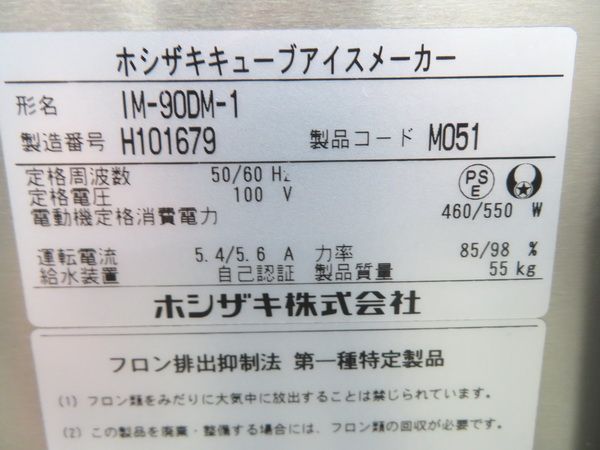 ホシザキキューブアイスメーカー
形名 IM-90DM-1
製造番号 H101679 製品コード M051
定格周波数 50/60 Hz
定格電圧 100 V
PS E
電動機定格消費電力 460/550 W
運転電流 5.4/5.6 A 力率 85/98 %
給水装置 自己認証 製品質量 55 kg
ホシザキ株式会社
フロン排出抑制法 第一種特定製品
(1) フロン類をみだりに大気中に放出することは禁じられています。
(2) この製品を廃棄・整備する場合には、フロン類の回収が必要です。